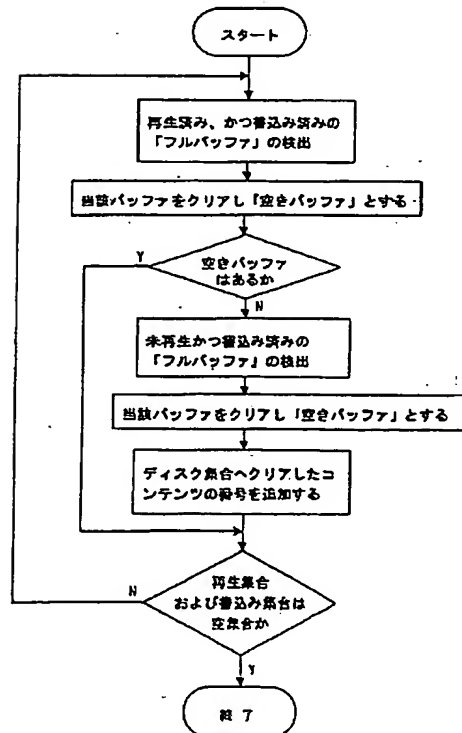 スタート
再生済み、かつ書込み済みの
「フルバッファ」の検出
当該バッファをクリアし「空きバッファ」とする
Y
空きバッファ
はあるか
N
未再生かつ書込み済みの
「フルバッファ」の検出
当該バッファをクリアし「空きバッファ」とする
ディスク集合へクリアしたコ
ンテンツの番号を追加する
N
再生集合
および書込み集合は
空集合か
Y
終了